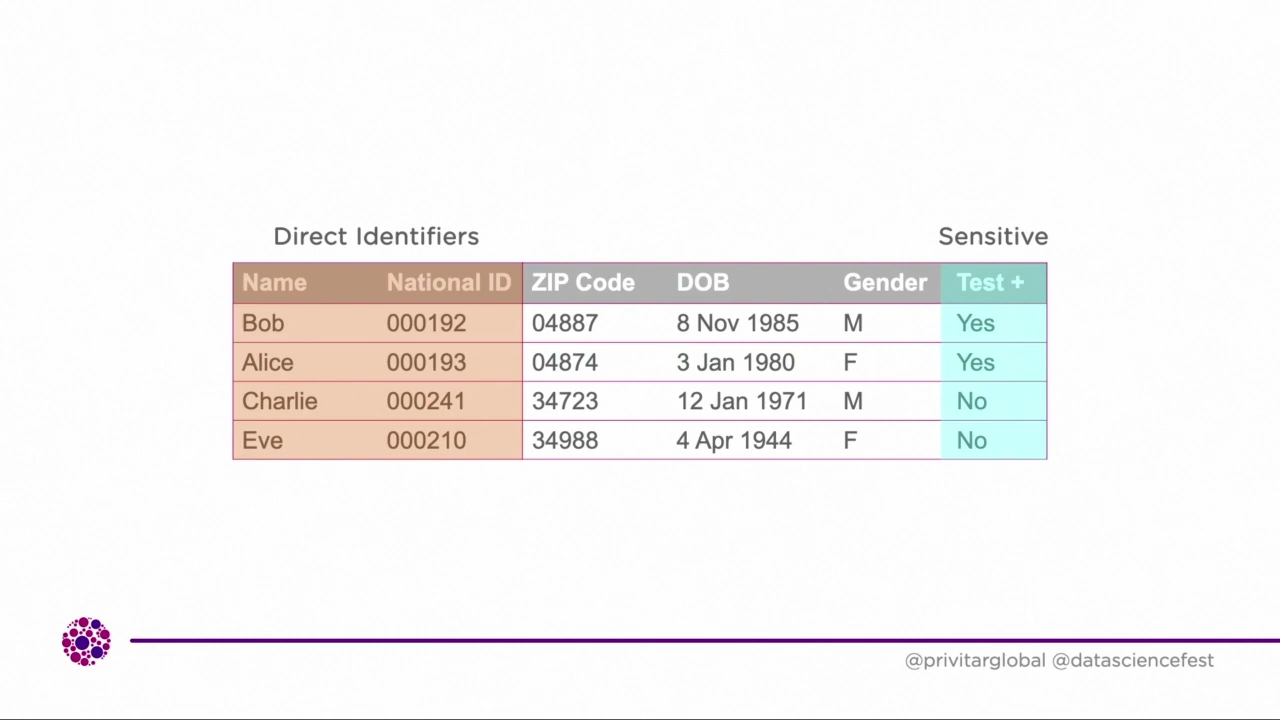 Direct Identifiers Sensitive
Name National ID ZIP Code DOB Gender Test +
Bob 000192 04887 8 Nov 1985 M Yes
Alice 000193 04874 3 Jan 1980 F Yes
Charlie 000241 34723 12 Jan 1971 M No
Eve 000210 34988 4 Apr 1944 F No
@privitarglobal @datasciencefest